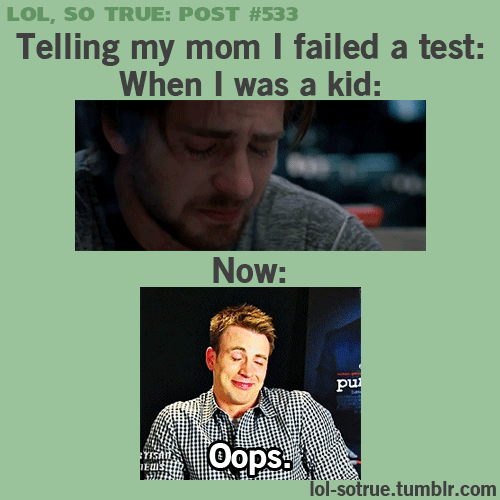 LOL, SO TRUE: POST #533
Telling my mom I failed a test:
When I was a kid:
Now:
Oops.
lol-sotrue.tumblr.com